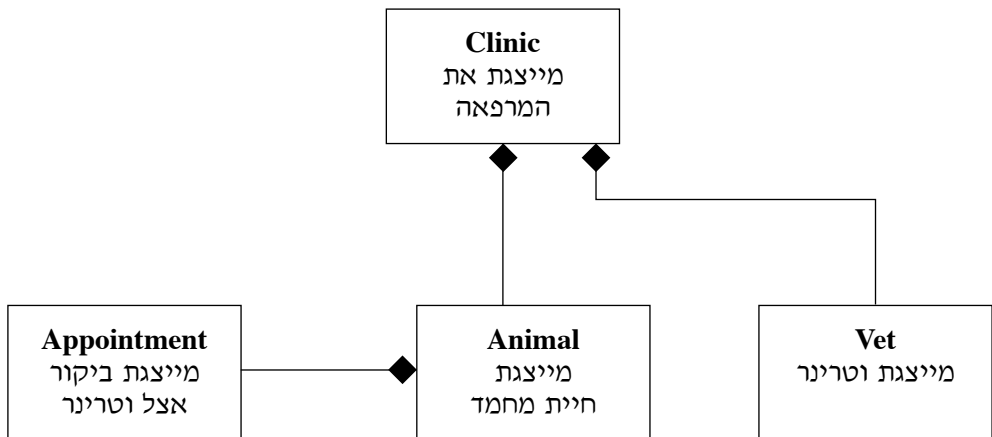 Clinic
מייצגת את
המרפאה
Appointment
מייצגת ביקור
אצל וטרינר
Animal
מייצגת
חיית מחמד
Vet
מייצגת וטרינר